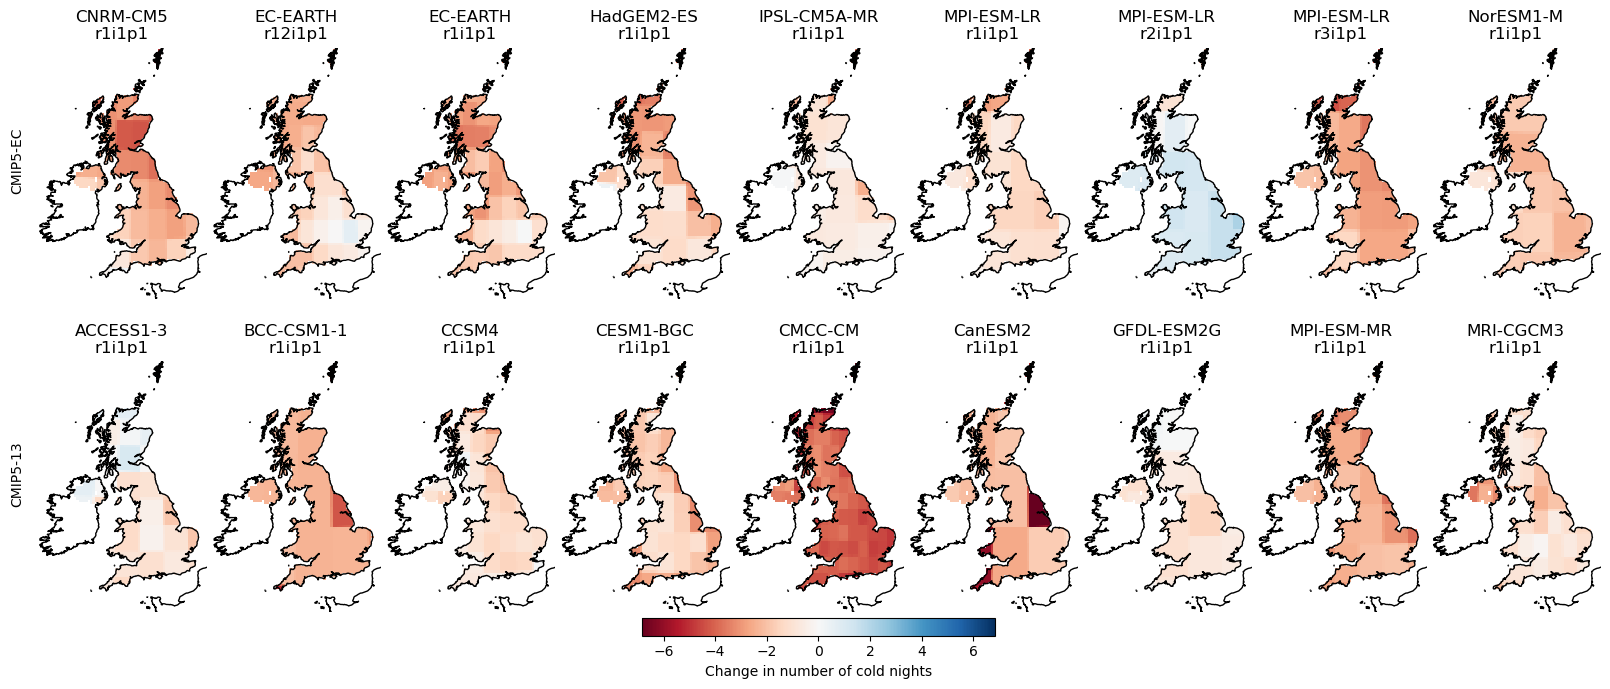 CNRM-CM5 EC-EARTH EC-EARTH HadGEM2-ES IPSL-CM5A-MR MPI-ESM-LR MPI-ESM-LR MPI-ESM-LR NorESM1-M
r1i1p1 r12i1p1 r1i1p1 r1i1p1 r1i1p1 r1i1p1 r2i1p1 r3i1p1 r1i1p1
CMIP5-EC
ACCESS1-3 BCC-CSM1-1 CCSM4 CESM1-BGC CMCC-CM CanESM2 GFDL-ESM2G MPI-ESM-MR MRI-CGCM3
r1i1p1 r1i1p1 r1i1p1 r1i1p1 r1i1p1 r1i1p1 r1i1p1 r1i1p1 r1i1p1
CMIP5-13
−6 −4 −2 0 2 4 6
Change in number of cold nights